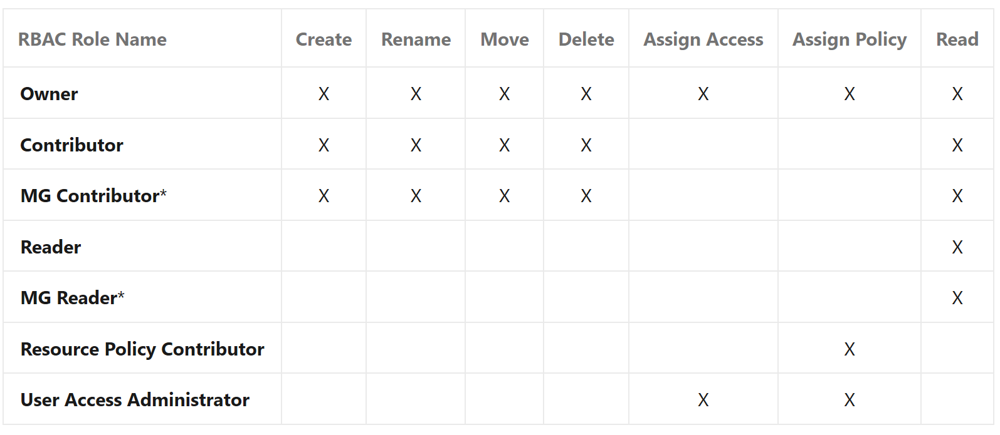 RBAC Role Name Create Rename Move Delete Assign Access Assign Policy Read
Owner X X X X X X X
Contributor X X X X X
MG Contributor* X X X X X
Reader X
MG Reader* X
Resource Policy Contributor X
User Access Administrator X X